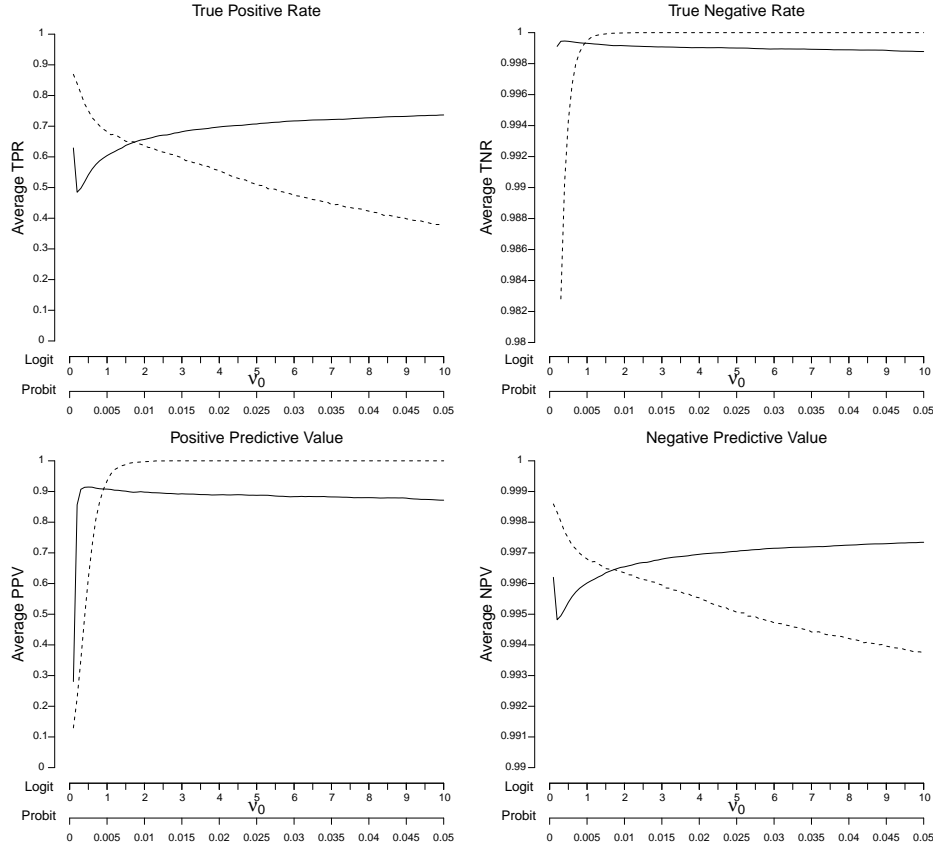 True Positive Rate
Average TPR
1
0.9
0.8
0.7
0.6
0.5
0.4
0.3
0.2
0.1
0
Logit
0 1 2 3 4 5 6 7 8 9 10
ν0
Probit
0 0.005 0.01 0.015 0.02 0.025 0.03 0.035 0.04 0.045 0.05
True Negative Rate
Average TNR
1
0.998
0.996
0.994
0.992
0.99
0.988
0.986
0.984
0.982
0.98
Logit
0 1 2 3 4 5 6 7 8 9 10
ν0
Probit
0 0.005 0.01 0.015 0.02 0.025 0.03 0.035 0.04 0.045 0.05
Positive Predictive Value
Average PPV
1
0.9
0.8
0.7
0.6
0.5
0.4
0.3
0.2
0.1
0
Logit
0 1 2 3 4 5 6 7 8 9 10
ν0
Probit
0 0.005 0.01 0.015 0.02 0.025 0.03 0.035 0.04 0.045 0.05
Negative Predictive Value
Average NPV
1
0.999
0.998
0.997
0.996
0.995
0.994
0.993
0.992
0.991
0.99
Logit
0 1 2 3 4 5 6 7 8 9 10
ν0
Probit
0 0.005 0.01 0.015 0.02 0.025 0.03 0.035 0.04 0.045 0.05